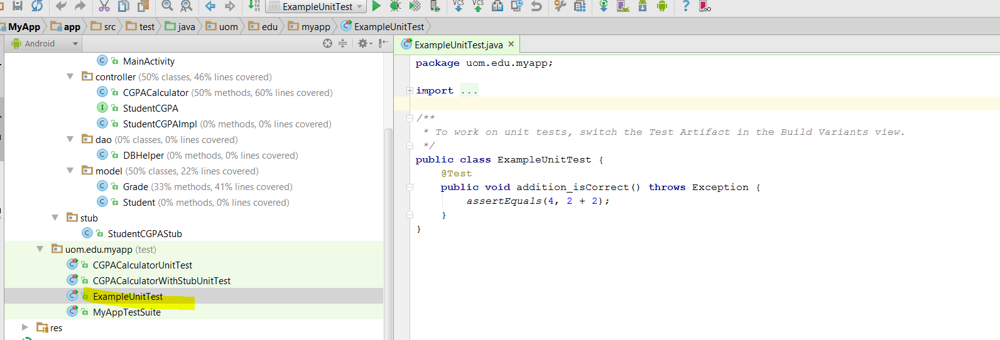 ExampleUnitTest
VCS VCS ?
MyApp app src test java uom edu myapp ExampleUnitTest
Android
MainActivity
controller (50% classes, 46% lines covered)
CGPACalculator (50% methods, 60% lines covered)
StudentCGPA
StudentCGPAImpl (0% methods, 0% lines covered)
dao (0% classes, 0% lines covered)
DBHelper (0% methods, 0% lines covered)
model (50% classes, 22% lines covered)
Grade (33% methods, 41% lines covered)
Student (0% methods, 0% lines covered)
stub
StudentCGPAStub
uom.edu.myapp (test)
CGPACalculatorUnitTest
CGPACalculatorWithStubUnitTest
ExampleUnitTest
MyAppTestSuite
res
ExampleUnitTest.java
package uom.edu.myapp;
import ...
/**
* To work on unit tests, switch the Test Artifact in the Build Variants view.
*/
public class ExampleUnitTest {
@Test
public void addition_isCorrect() throws Exception {
assertEquals(4, 2 + 2);
}
}